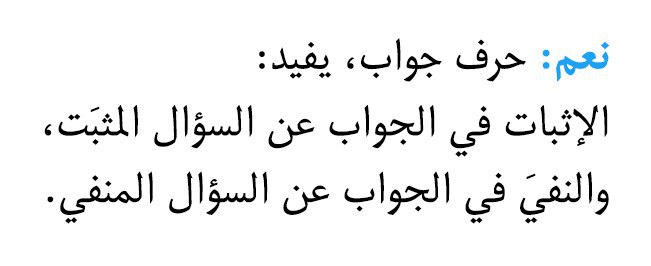 نعم: حرف جواب، يفيد:
الإثبات في الجواب عن السؤال المثبَت،
والنفيَ في الجواب عن السؤال المنفي.